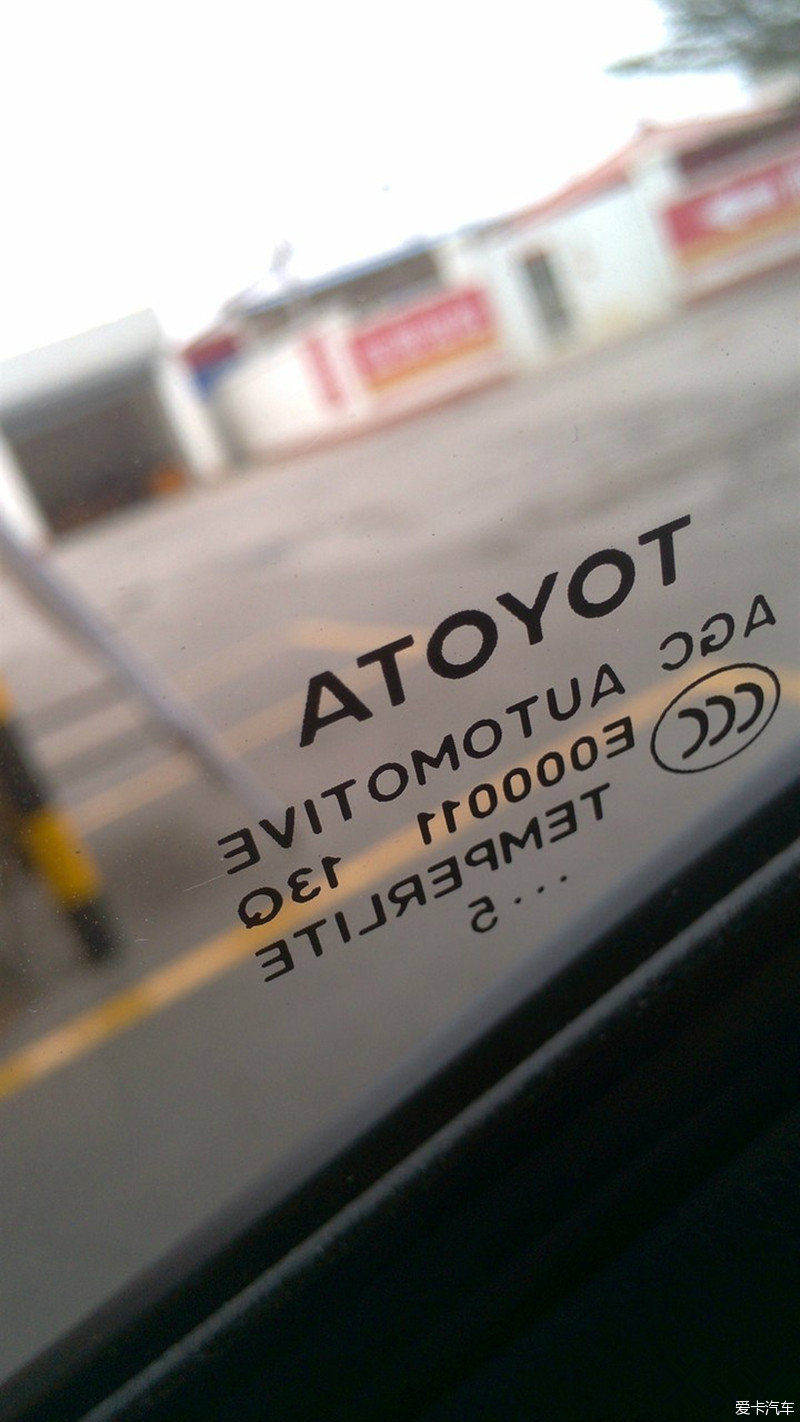 TOYOTA
AGC AUTOMOTIVE
CCC E000011 13Q
TEMPERLITE
... 5
爱卡汽车